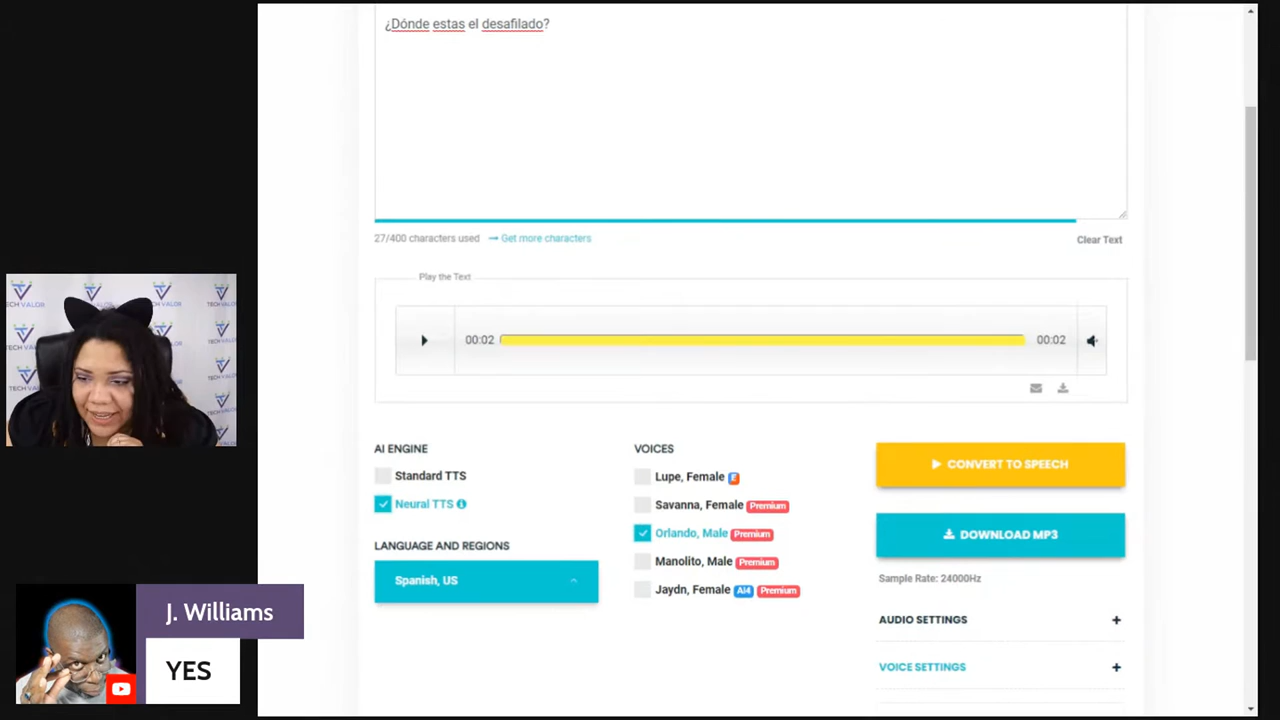 ¿Dónde estas el desafilado?
27/400 characters used Get more characters
Clear Text
Play the Text
00:02 00:02
AI ENGINE
Standard TTS
Neural TTS
LANGUAGE AND REGIONS
Spanish, US
VOICES
Lupe, Female E
Savanna, Female Premium
Orlando, Male Premium
Manolito, Male Premium
Jaydn, Female AI4 Premium
CONVERT TO SPEECH
DOWNLOAD MP3
Sample Rate: 24000Hz
AUDIO SETTINGS +
VOICE SETTINGS +
TECH VALOR
J. Williams
YES